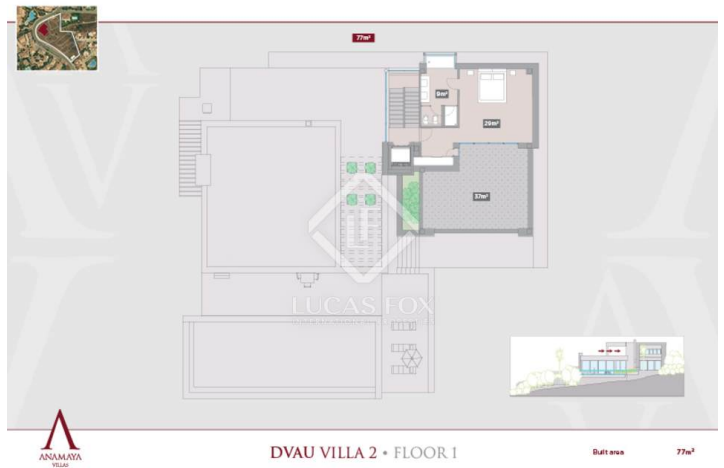 77m²
9m²
26m²
37m²
LUCAS FOX
ANAMAYA
VILLAS
DVAU VILLA 2 • FLOOR 1
Built area 77m²